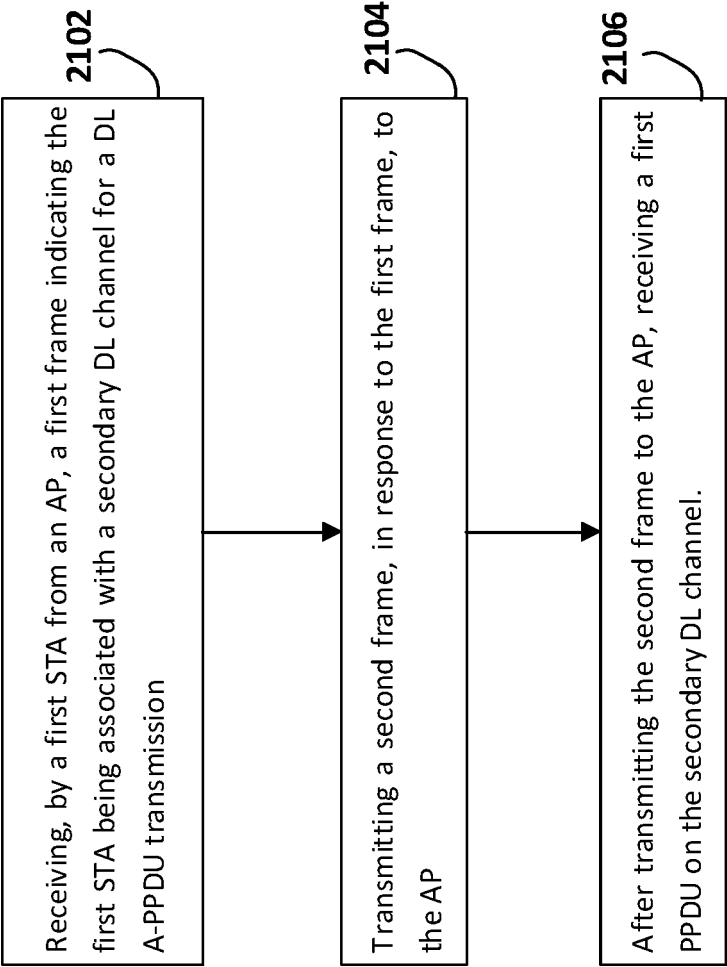 2102
Receiving, by a first STA from an AP, a first frame indicating the
first STA being associated with a secondary DL channel for a DL
A-PPDU transmission
2104
Transmitting a second frame, in response to the first frame, to
the AP
2106
After transmitting the second frame to the AP, receiving a first
PPDU on the secondary DL channel.